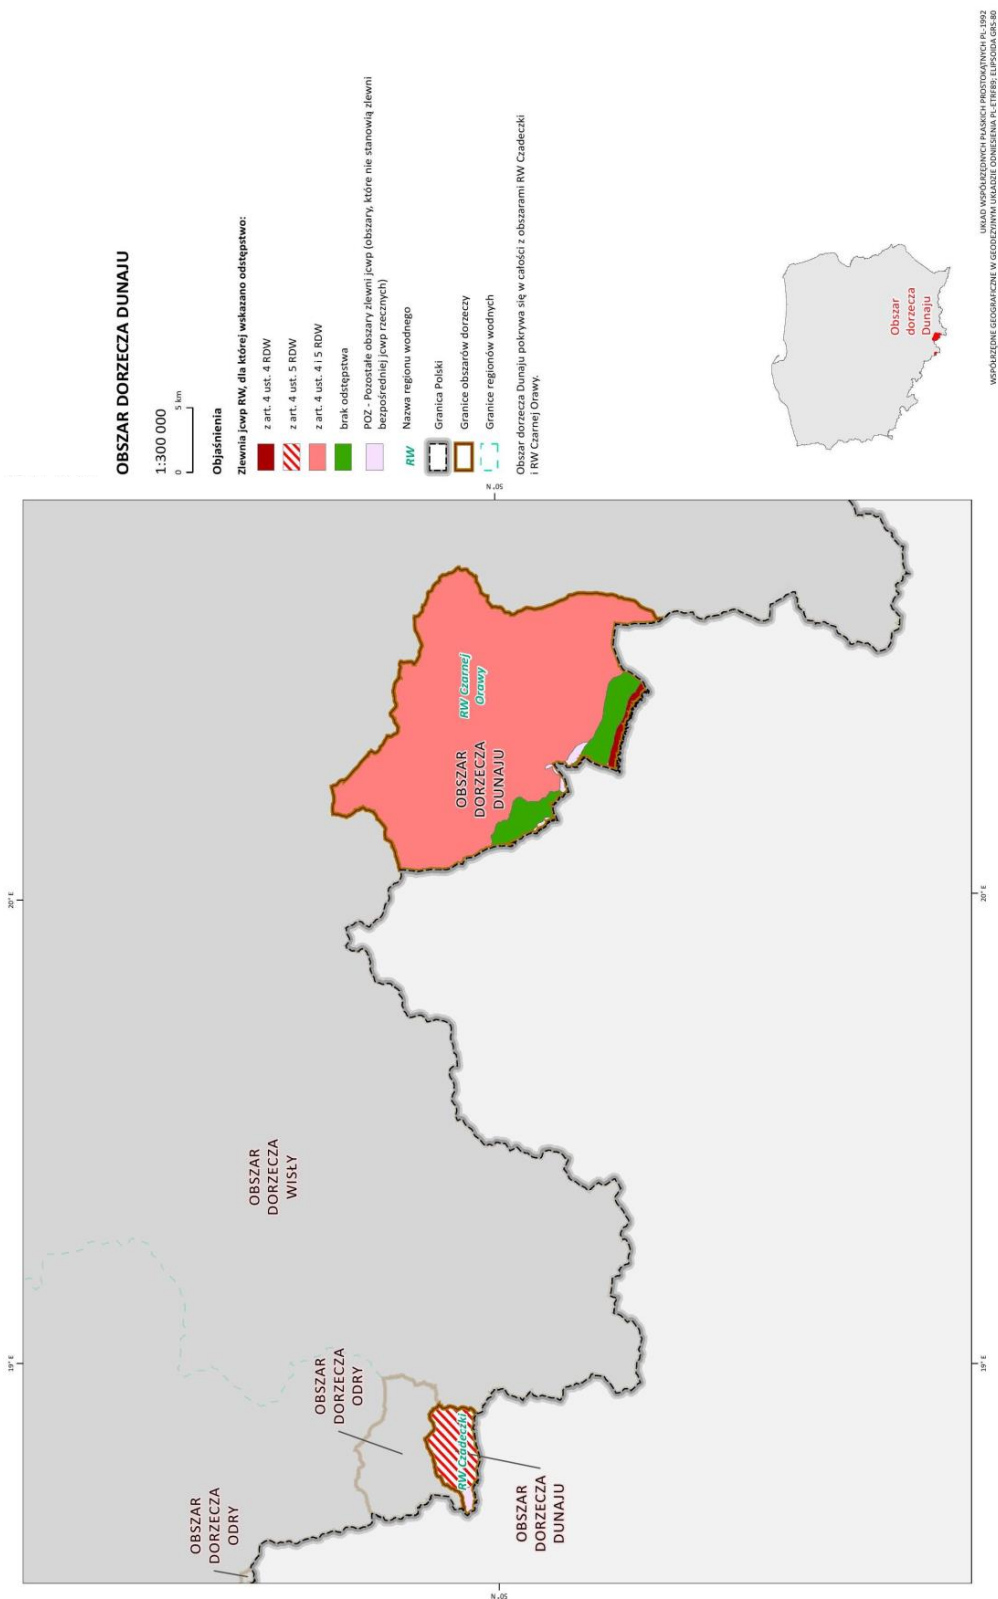 OBSZAR DORZECZA DUNAJU
1:300 000
0 5 km
Objaśnienia
Zlewnia jcwp RW, dla której wskazano odstępstwo:
z art. 4 ust. 4 RDW
z art. 4 ust. 5 RDW
z art. 4 ust. 4 i 5 RDW
brak odstępstwa
POZ - Pozostałe obszary zlewni jcwp (obszary, które nie stanowią zlewni
bezpośredniej jcwp rzecznych)
RW Nazwa regionu wodnego
Granica Polski
Granice obszarów dorzeczy
Granice regionów wodnych
Obszar dorzecza Dunaju pokrywa się w całości z obszarami RW Czadeczki
i RW Czarnej Orawy.
Obszar
dorzecza
Dunaju
UKŁAD WSPÓŁRZĘDNYCH PŁASKICH PROSTOKĄTNYCH PL-1992
WSPÓŁRZĘDNE GEOGRAFICZNE W GEODEZYJNYM UKŁADZIE ODNIESIENIA PL-ETRF89; ELIPSOIDA GRS-80
19° E
20° E
OBSZAR
DORZECZA
ODRY
OBSZAR
DORZECZA
ODRY
OBSZAR
DORZECZA
WISŁY
RW Czadeczki
OBSZAR
DORZECZA
DUNAJU
RW Czarnej
Orawy
OBSZAR
DORZECZA
DUNAJU
N .05
N .05
19° E
20° E